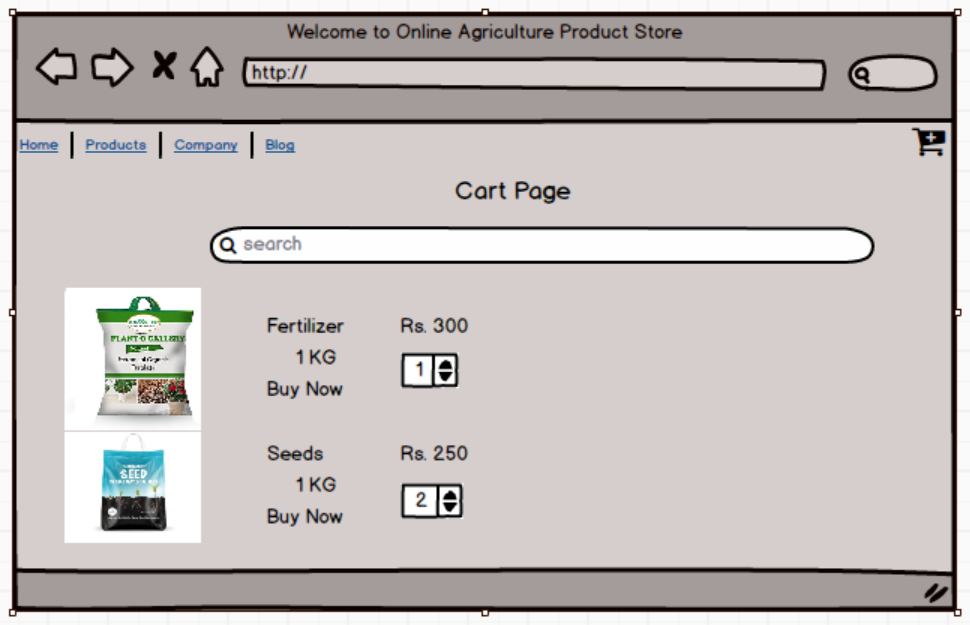 Welcome to Online Agriculture Product Store
http://
Home Products Company Blog
Cart Page
search
PLANT O GALLERY
Fertilizer Rs. 300
1 KG
1
Buy Now
SEED
Seeds Rs. 250
1 KG
2
Buy Now